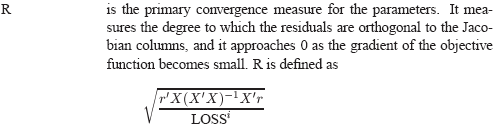 R is the primary convergence measure for the parameters. It mea-
sures the degree to which the residuals are orthogonal to the Jaco-
bian columns, and it approaches 0 as the gradient of the objective
function becomes small. R is defined as
√(r′X(X′X)⁻¹X′r
LOSSⁱ)